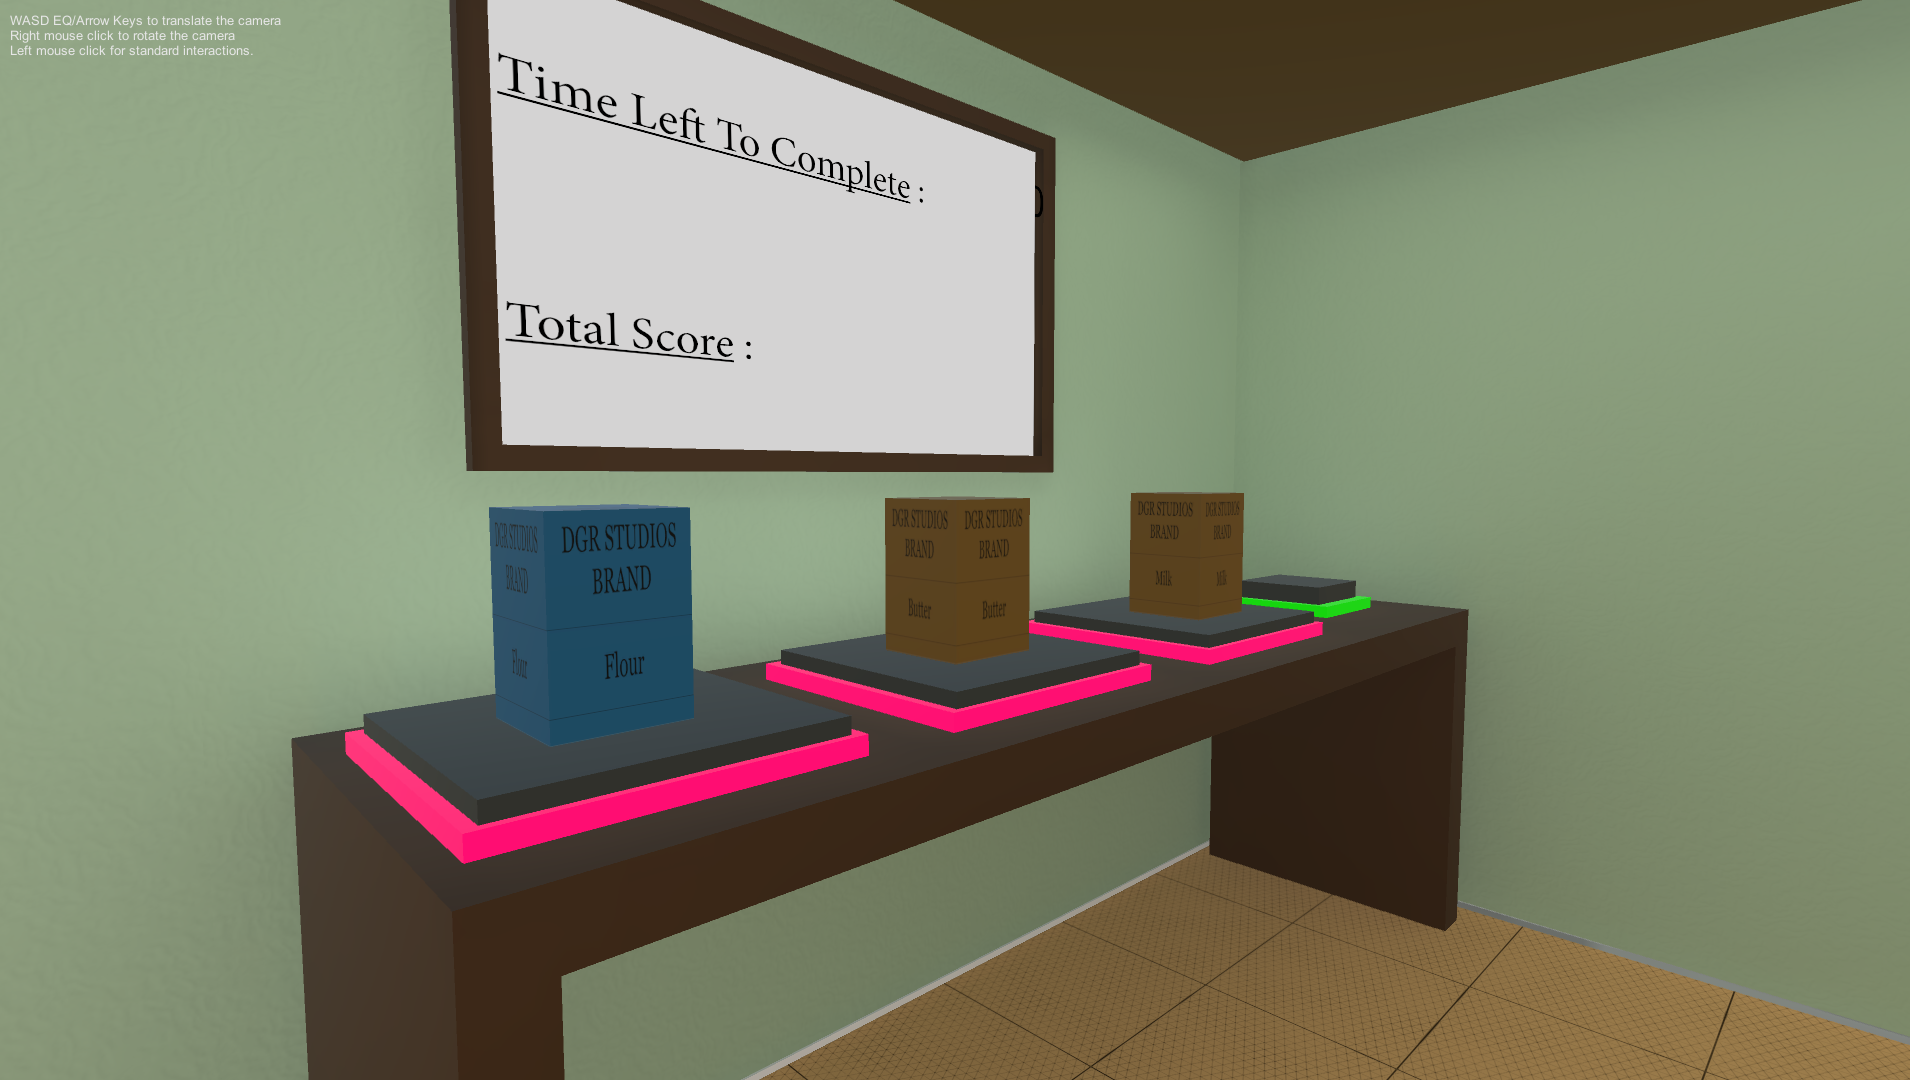 WASD EQ/Arrow Keys to translate the camera
Right mouse click to rotate the camera
Left mouse click for standard interactions.
Time Left To Complete :
Total Score :
DGR STUDIOS
BRAND
Flour
DGR STUDIOS
BRAND
Flour
DGR STUDIOS
BRAND
Butter
DGR STUDIOS
BRAND
Butter
DGR STUDIOS
BRAND
Milk
DGR STUDIOS
BRAND
Milk